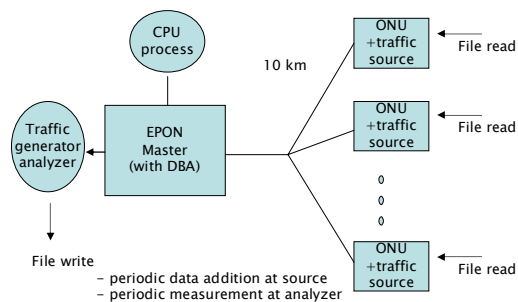 CPU
process
10 km
ONU
+traffic
source
File read
Traffic
generator
analyzer
EPON
Master
(with DBA)
ONU
+traffic
source
File read
ONU
+traffic
source
File read
File write
– periodic data addition at source
– periodic measurement at analyzer